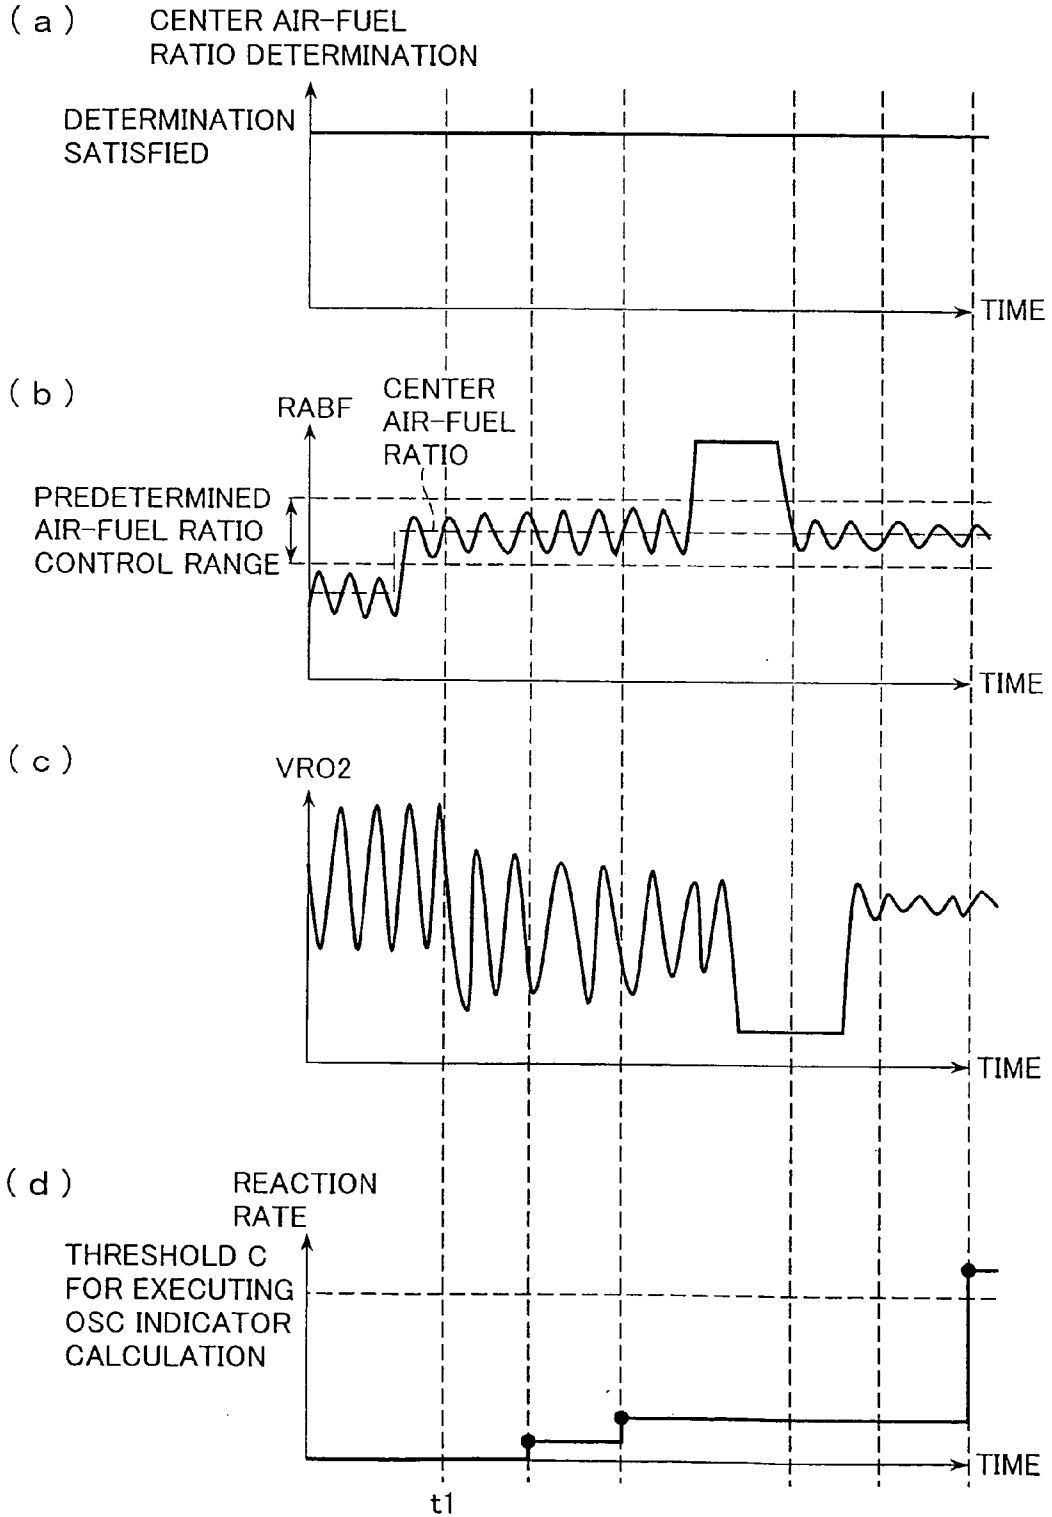 (a)
CENTER AIR-FUEL
RATIO DETERMINATION
DETERMINATION
SATISFIED
TIME
(b)
RABF
CENTER
AIR-FUEL
RATIO
PREDETERMINED
AIR-FUEL RATIO
CONTROL RANGE
TIME
(c)
VRO2
TIME
(d)
REACTION
RATE
THRESHOLD C
FOR EXECUTING
OSC INDICATOR
CALCULATION
TIME
t1